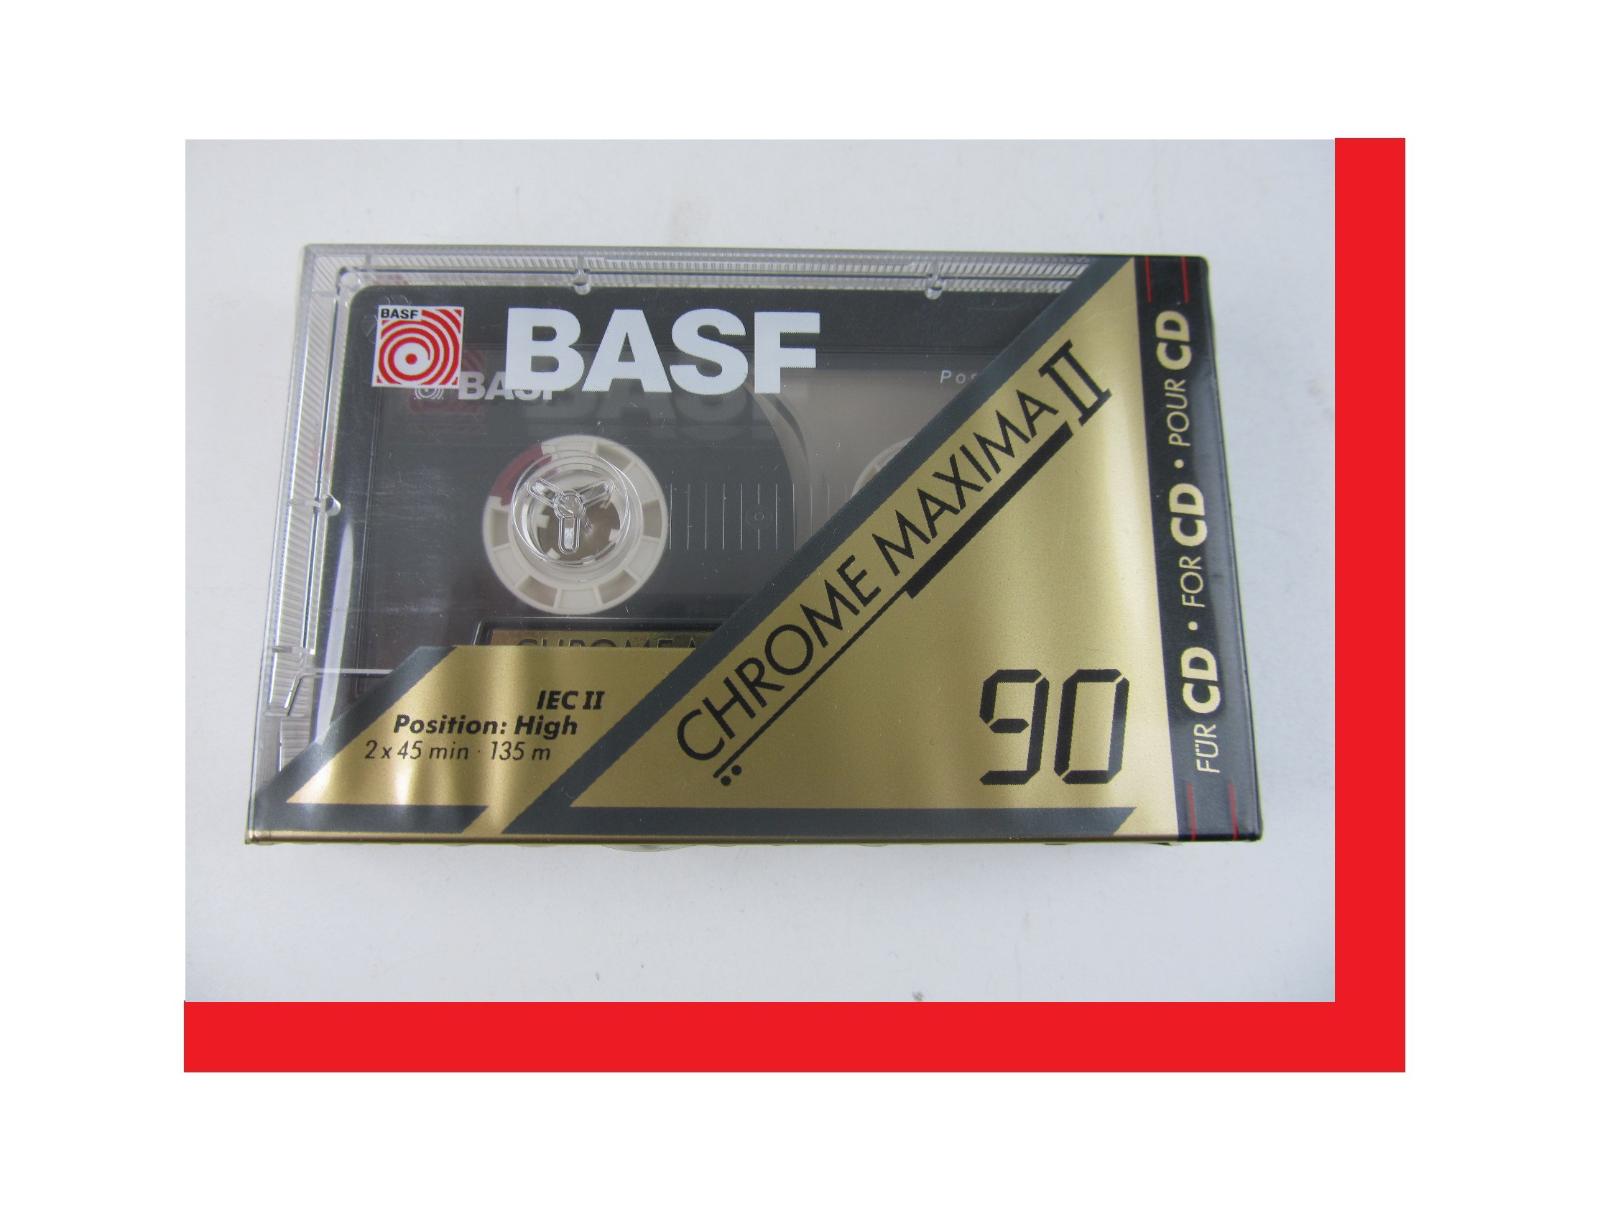 BASF
BASF
BASF
CHROME MAXIMA II
IEC II
Position: High
2 x 45 min · 135 m
90
FÜR CD · FOR CD · POUR CD